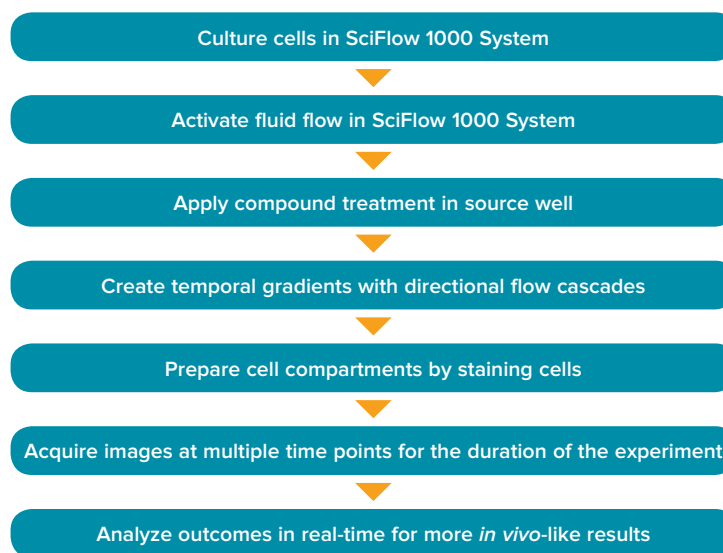 Culture cells in SciFlow 1000 System
Activate fluid flow in SciFlow 1000 System
Apply compound treatment in source well
Create temporal gradients with directional flow cascades
Prepare cell compartments by staining cells
Acquire images at multiple time points for the duration of the experiment
Analyze outcomes in real-time for more in vivo-like results